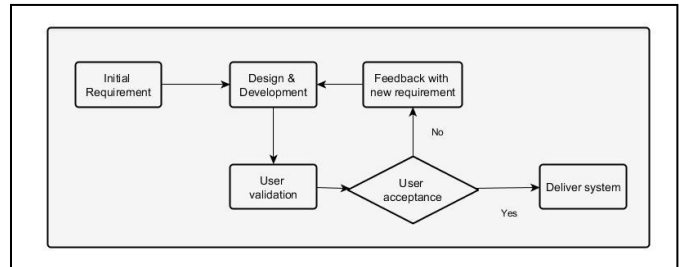 Initial
Requirement
Design &
Development
Feedback with
new requirement
No
User
validation
User
acceptance
Yes
Deliver system